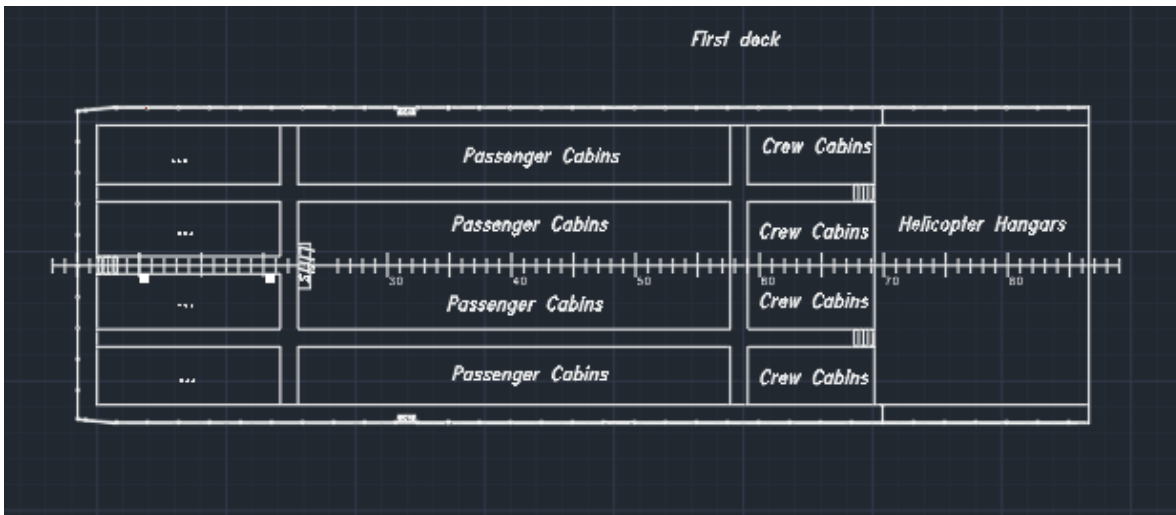 First deck
...
Passenger Cabins
Crew Cabins
...
Passenger Cabins
Crew Cabins
Helicopter Hangars
30 40 50 60 70 80
...
Passenger Cabins
Crew Cabins
...
Passenger Cabins
Crew Cabins